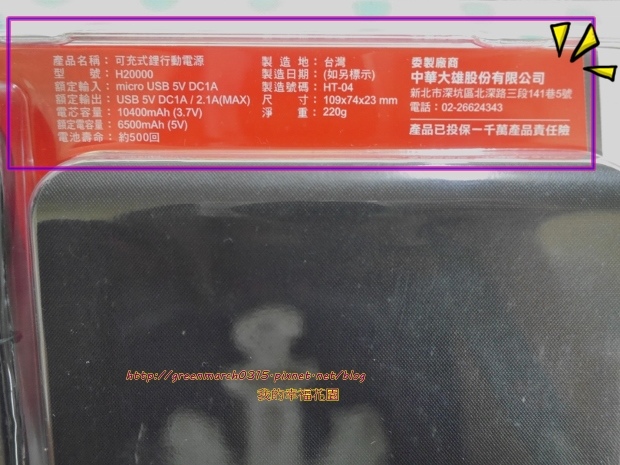 產品名稱：可充式鋰行動電源
型　號：H20000
額定輸入：micro USB 5V DC1A
額定輸出：USB 5V DC1A / 2.1A(MAX)
電芯容量：10400mAh (3.7V)
額定電容量：6500mAh (5V)
電池壽命：約500回
製造地：台灣
製造日期：(如另標示)
製造號碼：HT-04
尺　寸：109x74x23 mm
淨　重：220g
委製廠商
中華大雄股份有限公司
新北市深坑區北深路三段141巷5號
電話：02-26624343
產品已投保一千萬產品責任險
http://greenmarch0315.pixnet.net/blog
我的幸福花園